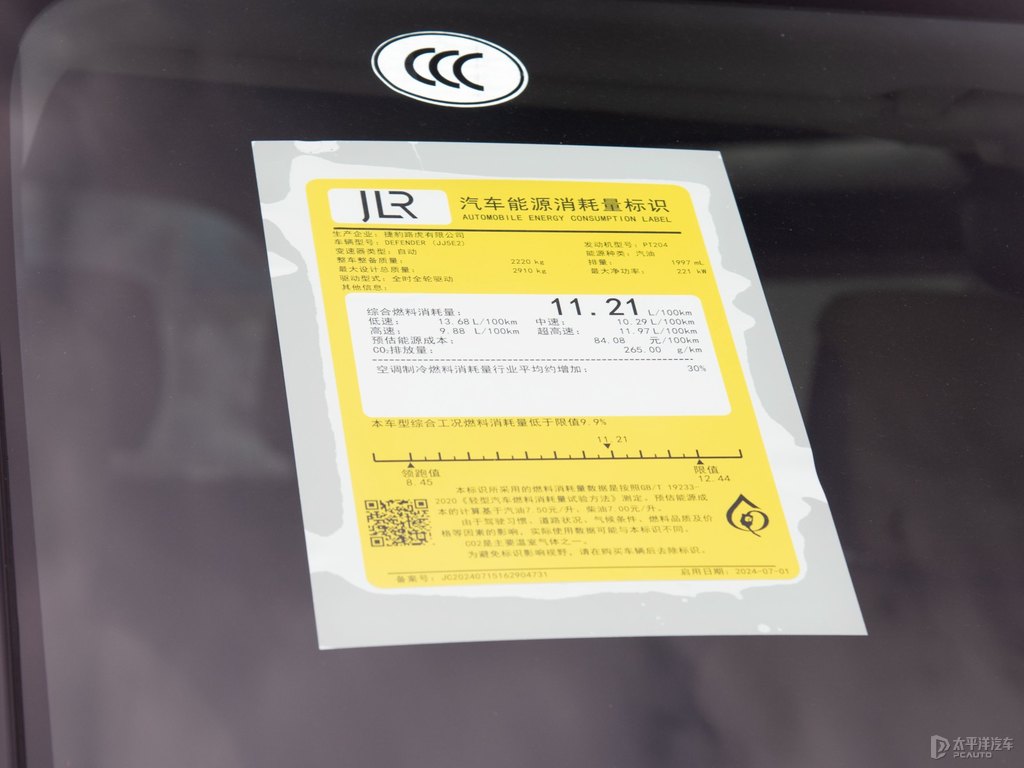 CCC
JLR
汽车能源消耗量标识
AUTOMOBILE ENERGY CONSUMPTION LABEL
生产企业：捷豹路虎有限公司
车辆型号：DEFENDER (JJ5E2) 发动机型号：PT204
变速器类型：自动 能源种类：汽油
整车整备质量： 2220 kg 排量： 1997 mL
最大设计总质量： 2910 kg 最大净功率： 221 kW
驱动型式：全时全轮驱动
其他信息：
综合燃料消耗量： 11.21 L/100km
低速： 13.68 L/100km 中速： 10.29 L/100km
高速： 9.88 L/100km 超高速： 11.97 L/100km
预估能源成本： 84.08 元/100km
CO₂排放量： 265.00 g/km
空调制冷燃料消耗量行业平均约增加： 30%
本车型综合工况燃料消耗量低于限值9.9%
11.21
领跑值 限值
8.45 12.44
本标识所采用的燃料消耗量数据是按照GB/T 19233-
2020《轻型汽车燃料消耗量试验方法》测定，预估能源成
本的计算基于汽油7.50元/升，柴油7.00元/升。
由于驾驶习惯、道路状况、气候条件、燃料品质及价
格等因素的影响，实际使用数据可能与本标识不同。
CO2是主要温室气体之一。
为避免标识影响视野，请在购买车辆后去除标识。
备案号：JC20240715162904731 启用日期：2024-07-01
太平洋汽车
PCAUTO